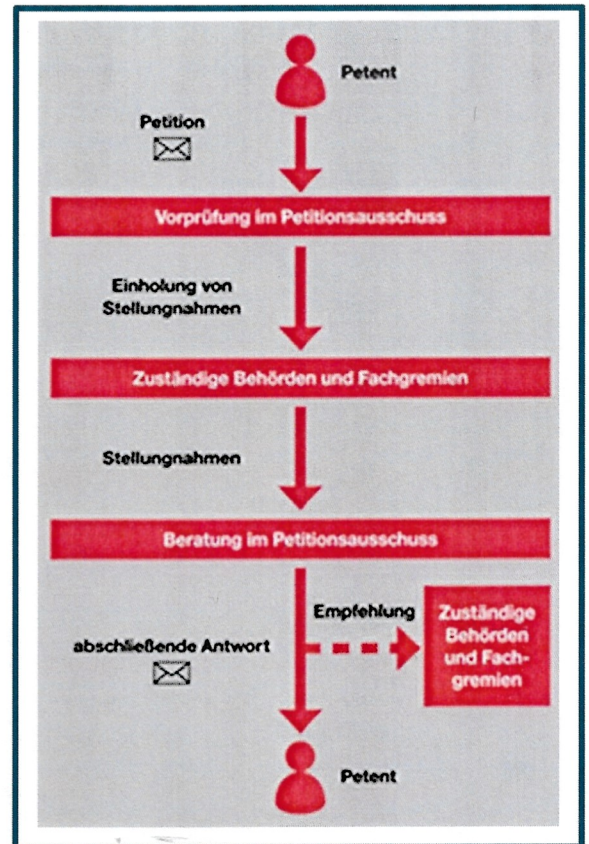 Petent
Petition
Vorprüfung im Petitionsausschuss
Einholung von
Stellungnahmen
Zuständige Behörden und Fachgremien
Stellungnahmen
Beratung im Petitionsausschuss
Empfehlung
Zuständige
Behörden
und Fach-
gremien
abschließende Antwort
Petent